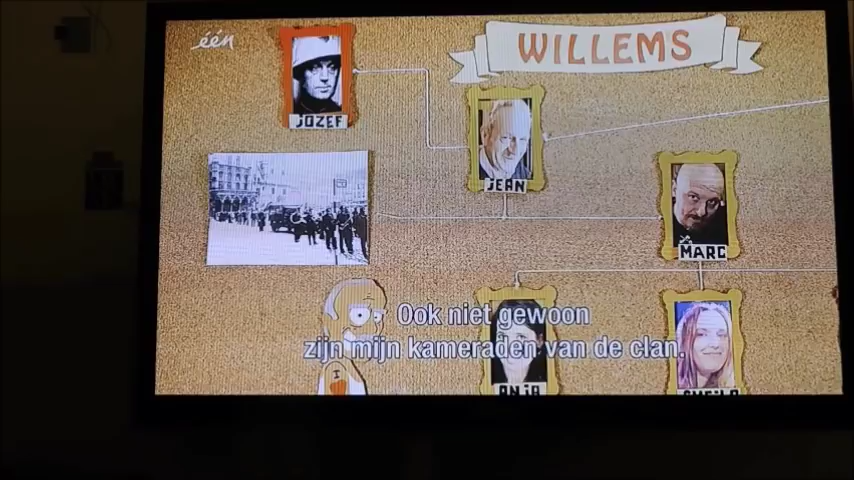 één
WILLEMS
JOZEF
JEAN
MARC
Ook niet gewoon
zijn mijn kameraden van de clan.
I
ANJA